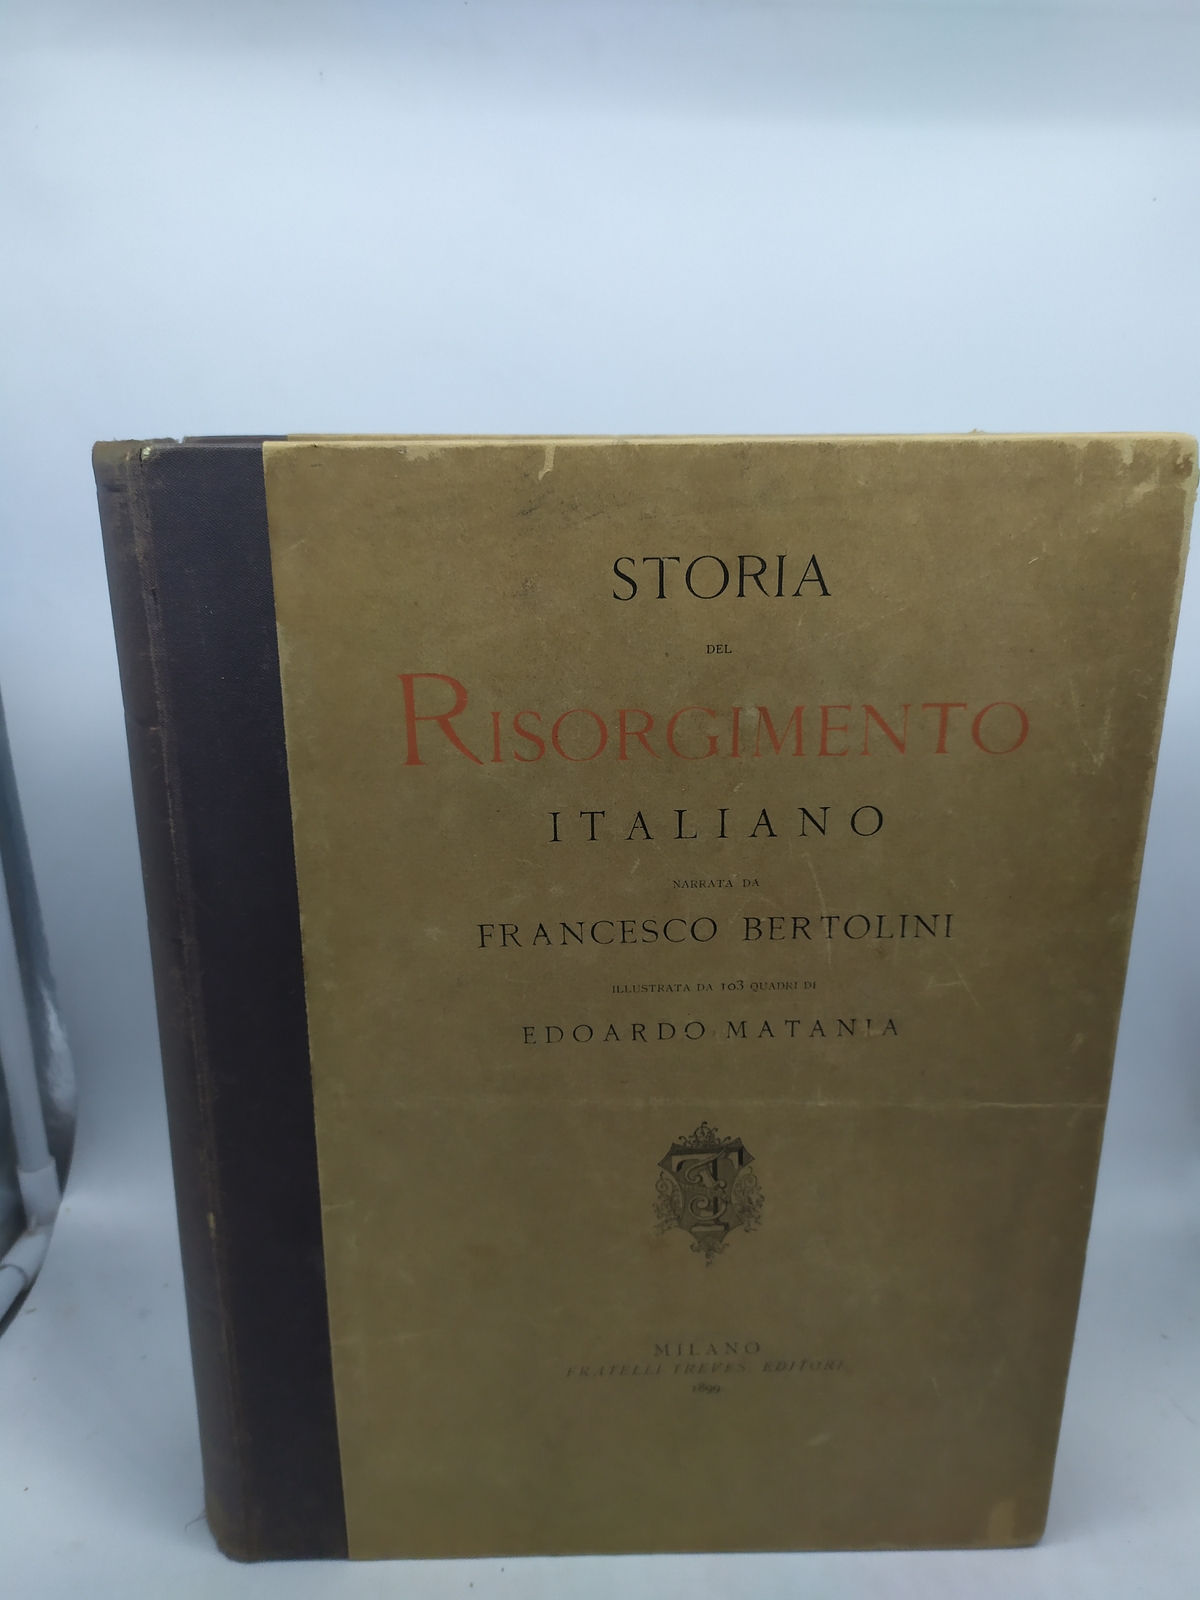 STORIA
DEL
RISORGIMENTO
ITALIANO
NARRATA DA
FRANCESCO BERTOLINI
ILLUSTRATA DA 103 QUADRI DI
EDOARDO MATANIA
MILANO
FRATELLI TREVES, EDITORI
1899